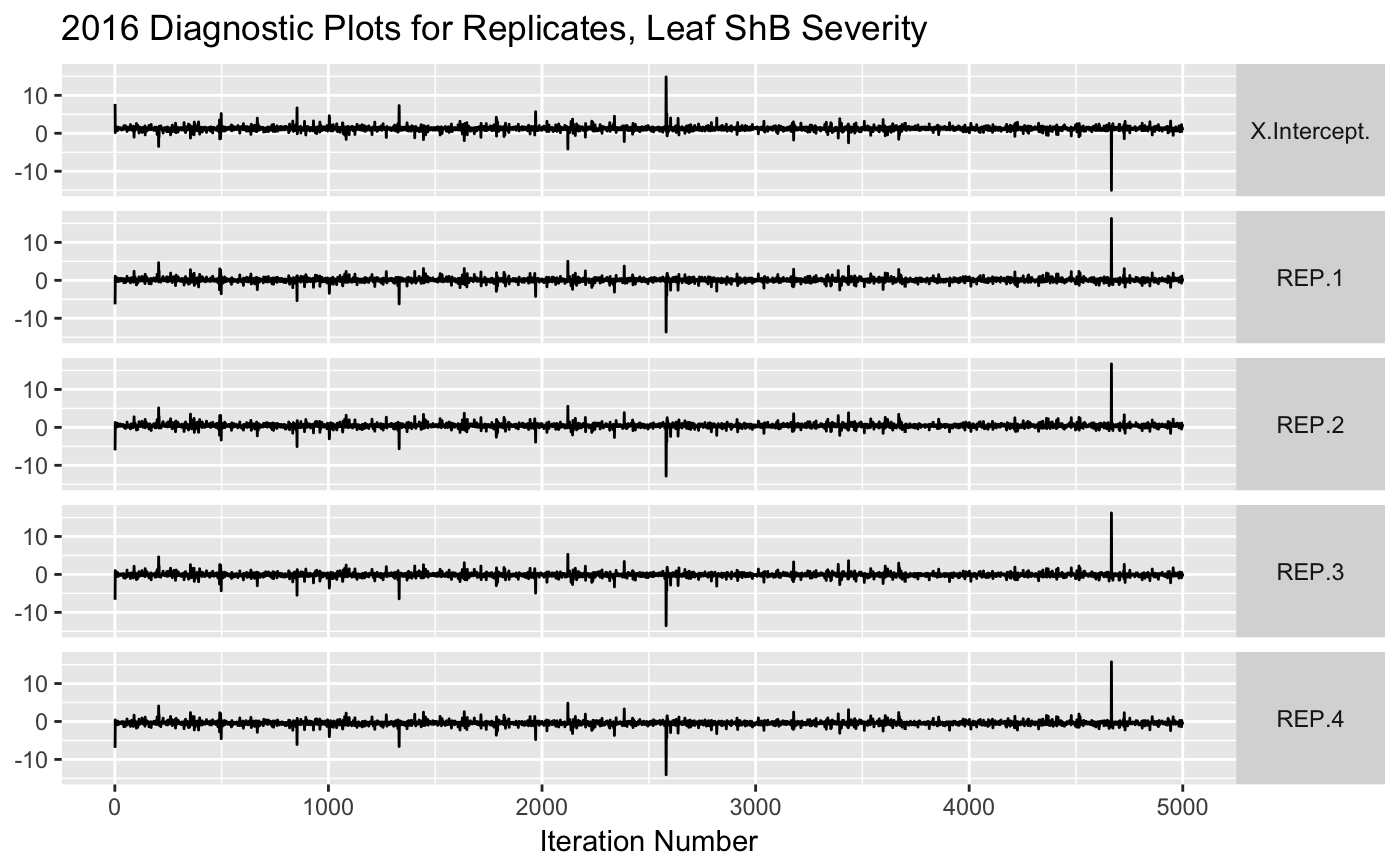 2016 Diagnostic Plots for Replicates, Leaf ShB Severity
10
0
-10
X.Intercept.
10
0
-10
REP.1
10
0
-10
REP.2
10
0
-10
REP.3
10
0
-10
REP.4
0 1000 2000 3000 4000 5000
Iteration Number